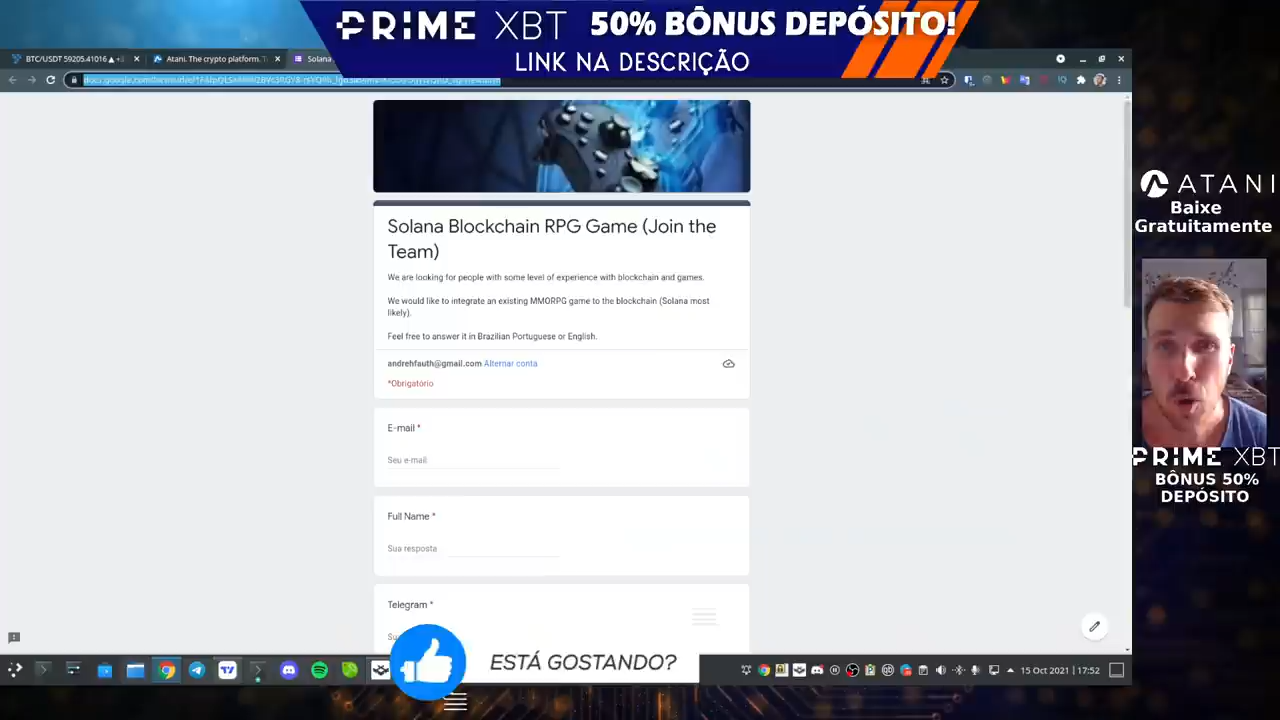 PRIME XBT 50% BÔNUS DEPÓSITO!
LINK NA DESCRIÇÃO
BTC/USDT 59205.41016
Atani. The crypto platform. T
Solana
Solana Blockchain RPG Game (Join the
Team)
We are looking for people with some level of experience with blockchain and games.
We would like to integrate an existing MMORPG game to the blockchain (Solana most
likely).
Feel free to answer it in Brazilian Portuguese or English.
andrehfauth@gmail.com Alternar conta
*Obrigatório
E-mail *
Seu e-mail
Full Name *
Sua resposta
Telegram *
ESTÁ GOSTANDO?
15 Oct 2021 • 17:52
ATANI
Baixe
Gratuitamente
PRIME XBT
BÔNUS 50%
DEPÓSITO